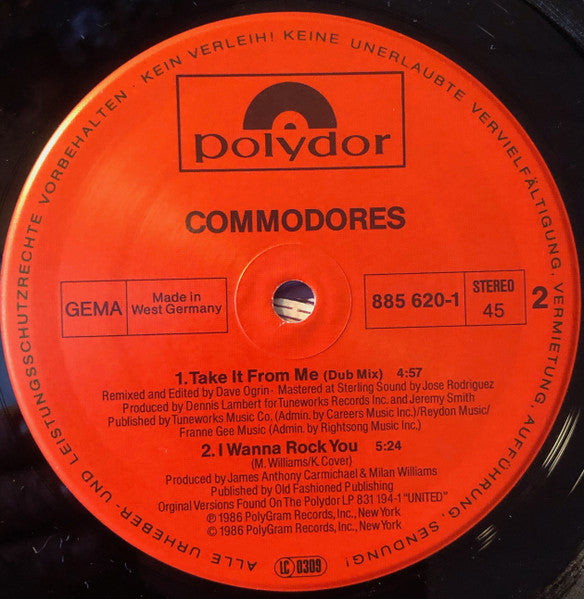 ALLE URHEBER- UND LEISTUNGSSCHUTZRECHTE VORBEHALTEN · KEIN VERLEIH! KEINE UNERLAUBTE VERVIELFÄLTIGUNG, VERMIETUNG, AUFFÜHRUNG, SENDUNG!
polydor
COMMODORES
GEMA
Made in
West Germany
885 620-1
STEREO
45
2
1. Take It From Me (Dub Mix) 4:57
Remixed and Edited by Dave Ogrin- Mastered at Sterling Sound by Jose Rodriguez
Produced by Dennis Lambert for Tuneworks Records Inc. and Jeremy Smith
Published by Tuneworks Music Co. (Admin. by Careers Music Inc.)/Reydon Music/
Franne Gee Music (Admin. by Rightsong Music Inc.)
2. I Wanna Rock You 5:24
(M. Williams/K. Cover)
Produced by James Anthony Carmichael & Milan Williams
Published by Old Fashioned Publishing
Orginal Versions Found On The Polydor LP 831 194-1 "UNITED"
℗ 1986 PolyGram Records, Inc., New York
© 1986 PolyGram Records, Inc., New York
LC 0309